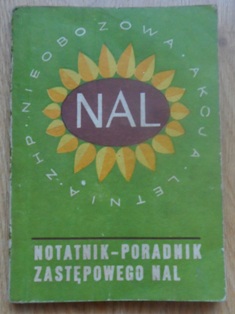 ZHP · NIEOBOZOWA · AKCJA · LETNIA ·
NAL
NOTATNIK-PORADNIK
ZASTĘPOWEGO NAL